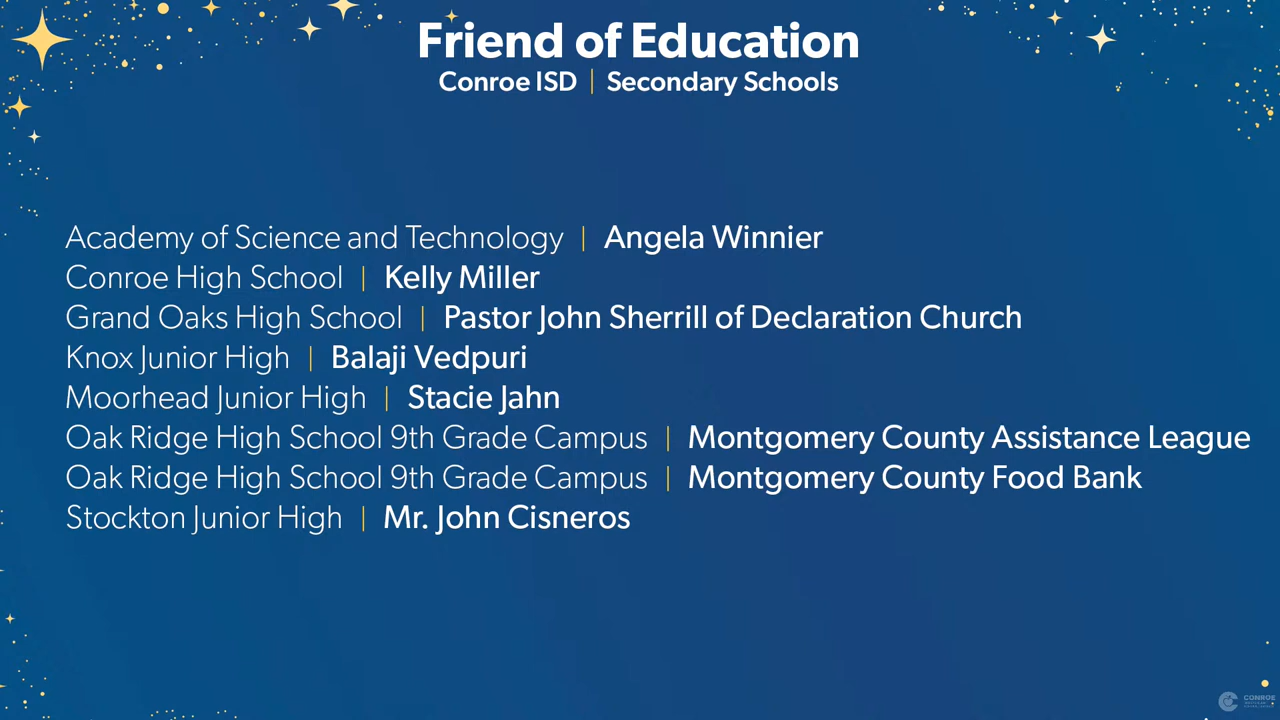 Friend of Education
Conroe ISD | Secondary Schools
Academy of Science and Technology | Angela Winnier
Conroe High School | Kelly Miller
Grand Oaks High School | Pastor John Sherrill of Declaration Church
Knox Junior High | Balaji Vedpuri
Moorhead Junior High | Stacie Jahn
Oak Ridge High School 9th Grade Campus | Montgomery County Assistance League
Oak Ridge High School 9th Grade Campus | Montgomery County Food Bank
Stockton Junior High | Mr. John Cisneros
CONROE